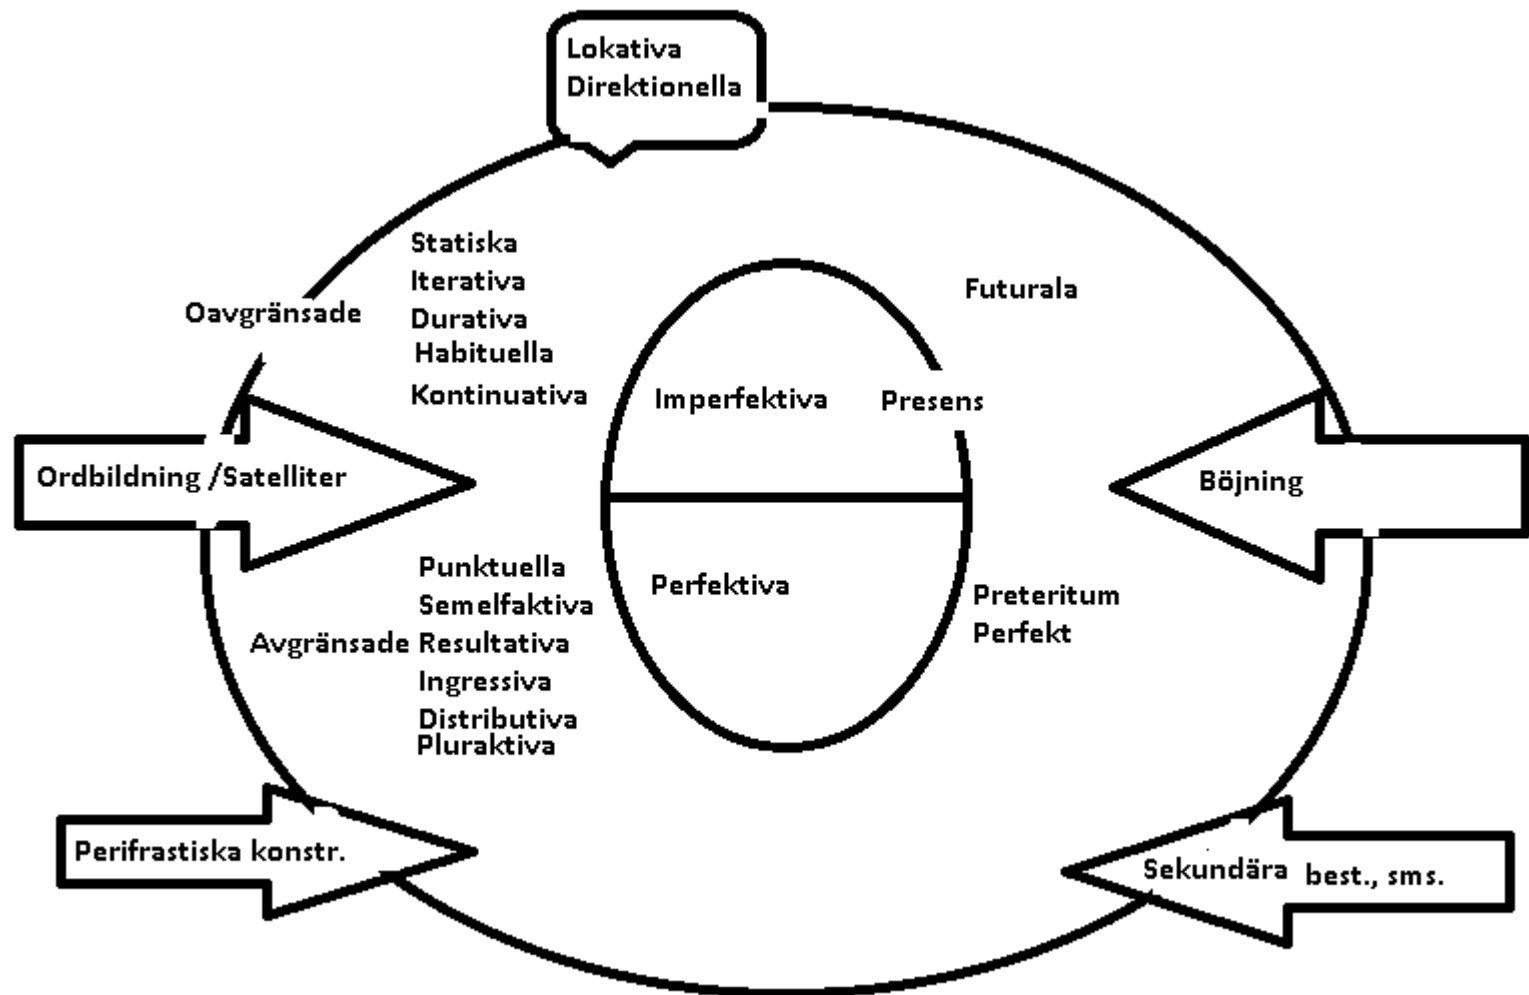 Lokativa
Direktionella
Statiska
Iterativa
Futurala
Oavgränsade
Durativa
Habituella
Kontinuativa
Imperfektiva
Presens
Ordbildning /Satelliter
Böjning
Punktuella
Perfektiva
Semelfaktiva
Preteritum
Perfekt
Avgränsade
Resultativa
Ingressiva
Distributiva
Pluraktiva
Perifrastiska konstr.
Sekundära best., sms.